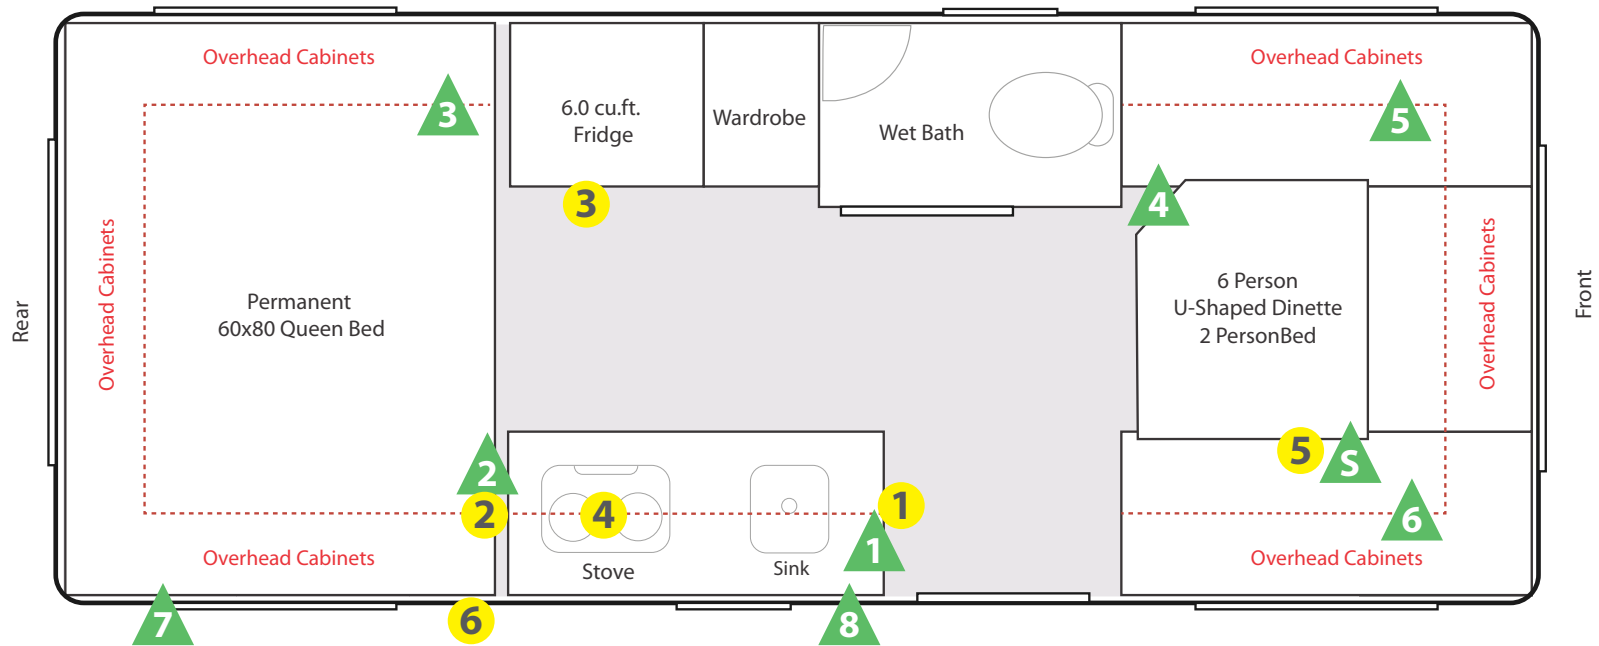 Overhead Cabinets
Overhead Cabinets
3
5
6.0 cu.ft.
Fridge
Wardrobe
Wet Bath
3
4
Rear
Overhead Cabinets
Permanent
60x80 Queen Bed
6 Person
U-Shaped Dinette
2 PersonBed
Overhead Cabinets
Front
2
2
4
1
1
5
S
6
Overhead Cabinets
Stove
Sink
Overhead Cabinets
7
6
8